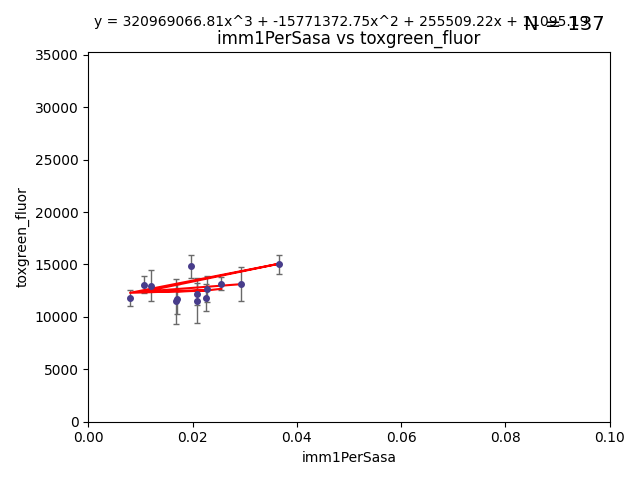 y = 320969066.81x^3 + -15771372.75x^2 + 255509.22x + 11095.19
N = 137
imm1PerSasa vs toxgreen_fluor
35000
30000
25000
20000
15000
10000
5000
0
toxgreen_fluor
0.00 0.02 0.04 0.06 0.08 0.10
imm1PerSasa